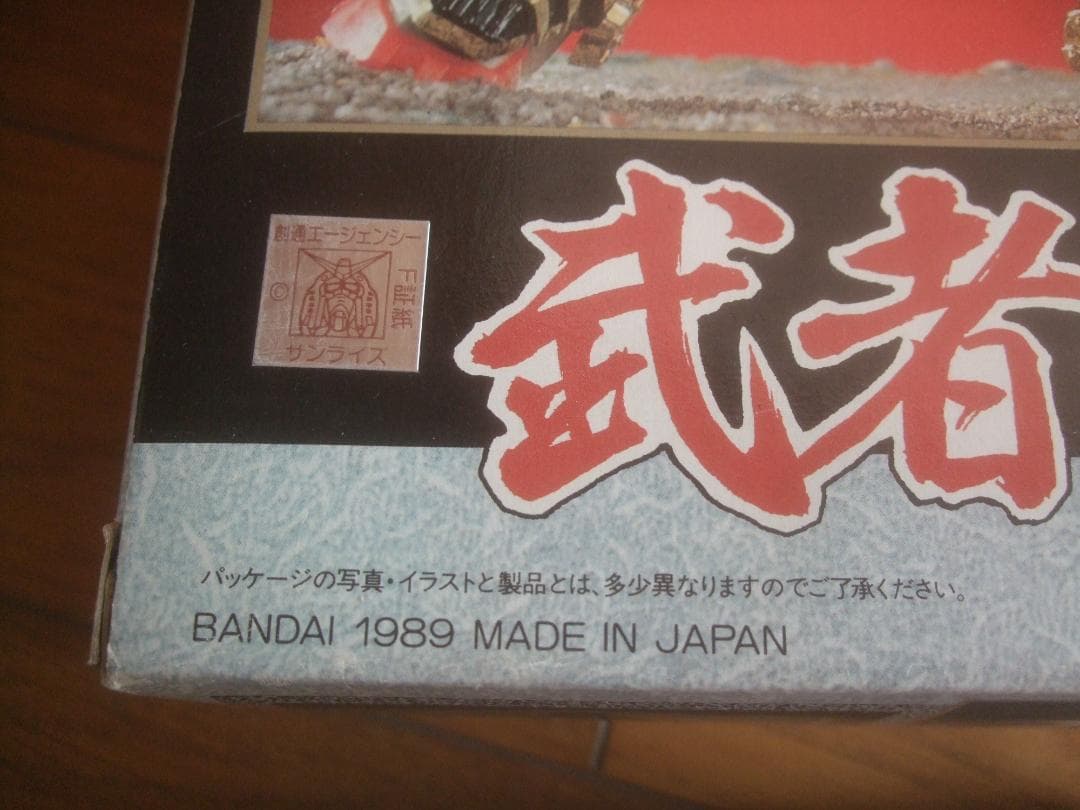 創通エージェンシー
©
F証紙
サンライズ
武者
パッケージの写真・イラストと製品とは、多少異なりますのでご了承ください。
BANDAI 1989 MADE IN JAPAN